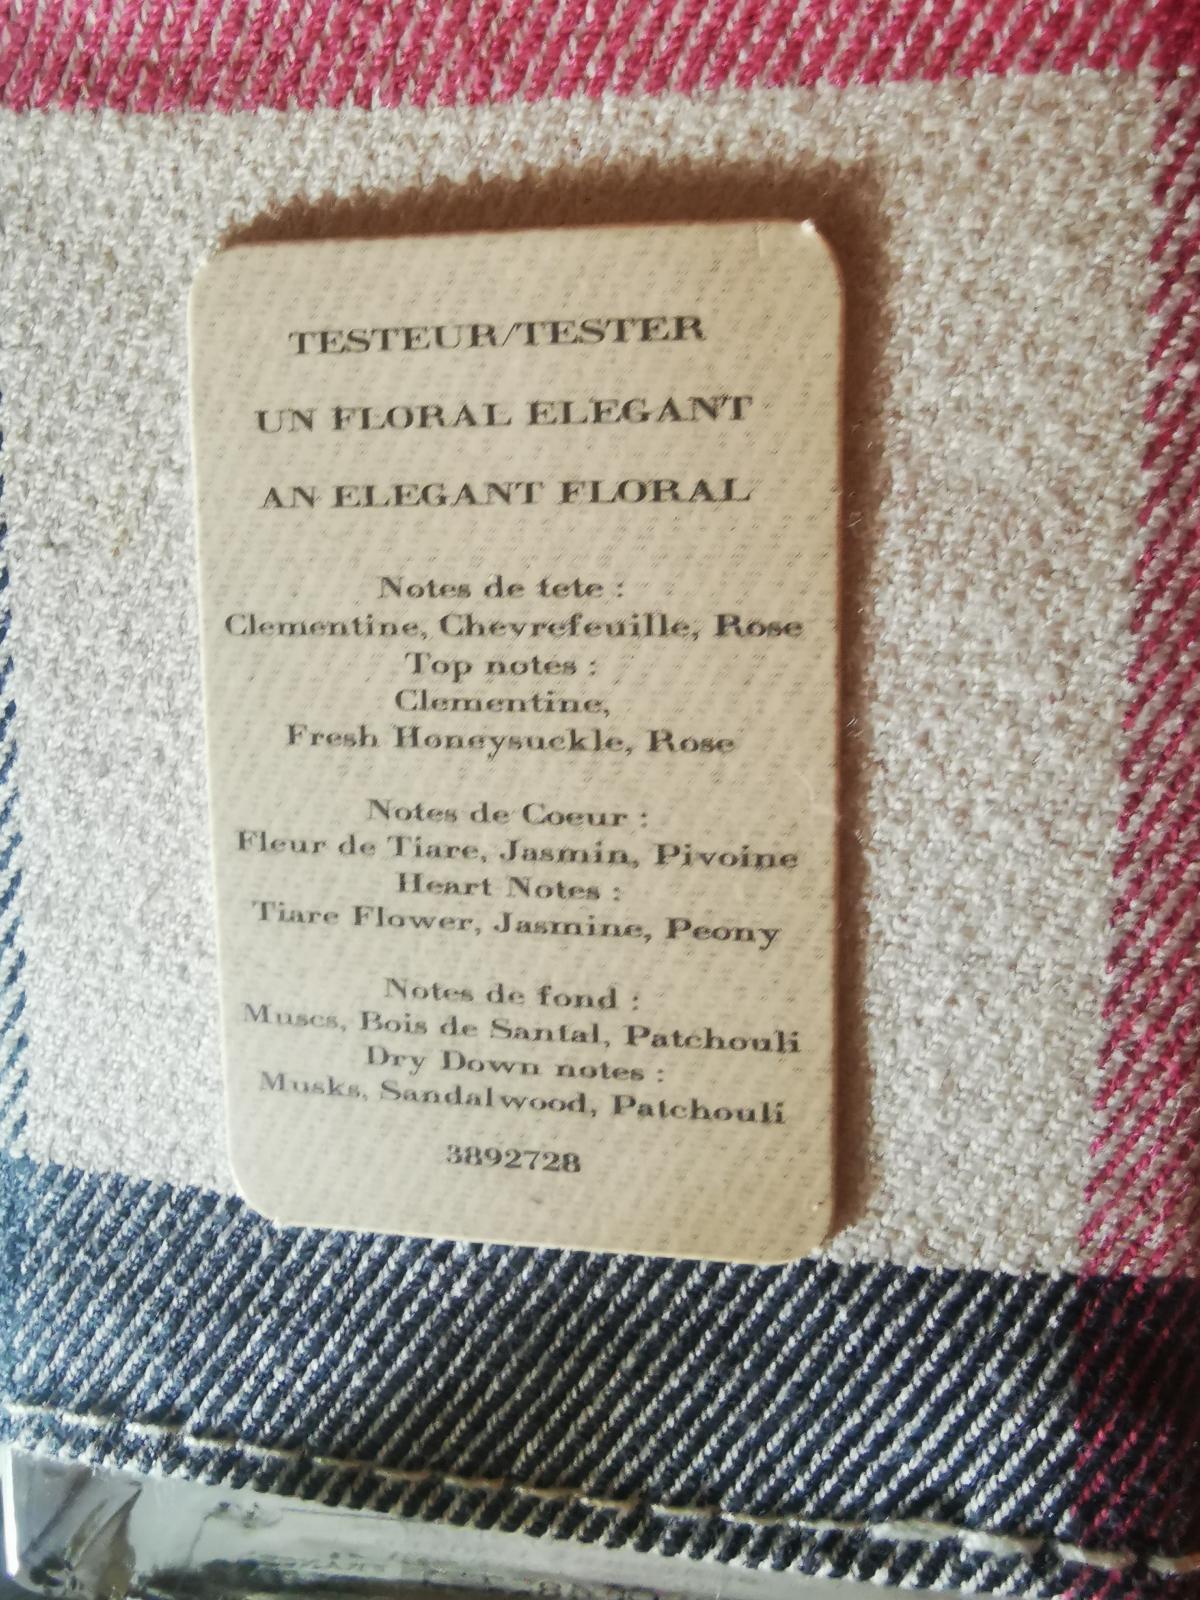 TESTEUR/TESTER
UN FLORAL ELEGANT
AN ELEGANT FLORAL
Notes de tete :
Clementine, Chevrefeuille, Rose
Top notes :
Clementine,
Fresh Honeysuckle, Rose
Notes de Coeur :
Fleur de Tiare, Jasmin, Pivoine
Heart Notes :
Tiare Flower, Jasmine, Peony
Notes de fond :
Muscs, Bois de Santal, Patchouli
Dry Down notes :
Musks, Sandalwood, Patchouli
3892728